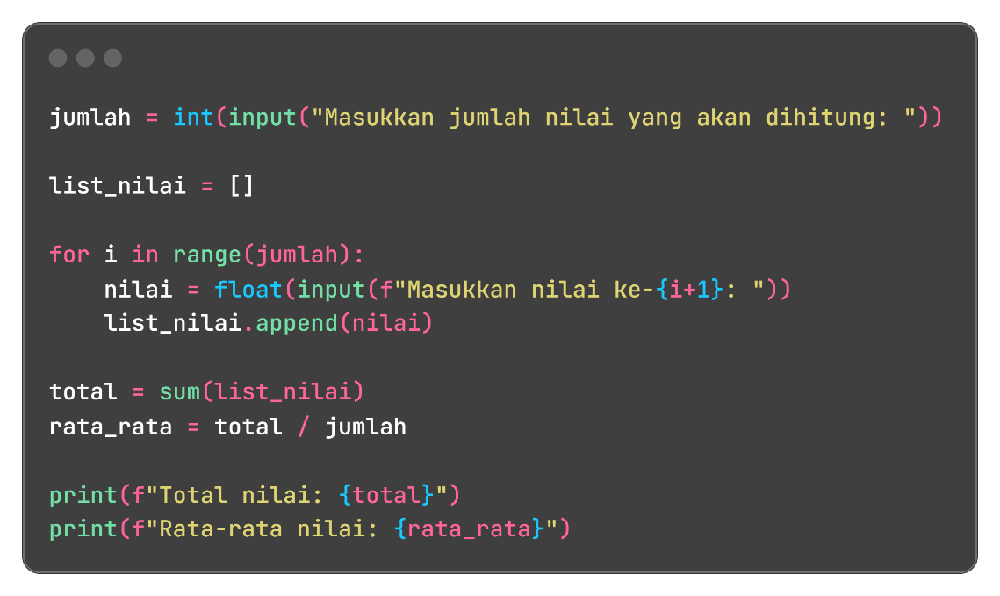 jumlah = int(input("Masukkan jumlah nilai yang akan dihitung: "))
list_nilai = []
for i in range(jumlah):
    nilai = float(input(f"Masukkan nilai ke-{i+1}: "))
    list_nilai.append(nilai)
total = sum(list_nilai)
rata_rata = total / jumlah
print(f"Total nilai: {total}")
print(f"Rata-rata nilai: {rata_rata}")